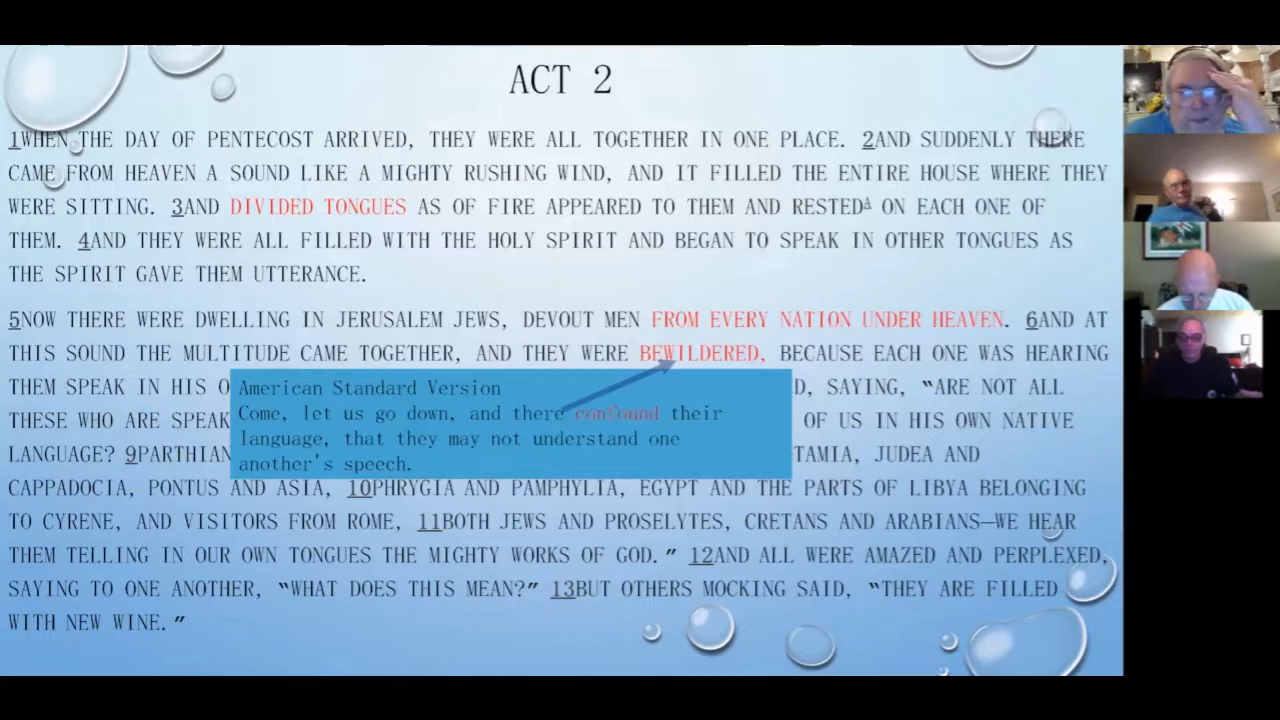 ACT 2
1WHEN THE DAY OF PENTECOST ARRIVED, THEY WERE ALL TOGETHER IN ONE PLACE. 2AND SUDDENLY THERE
CAME FROM HEAVEN A SOUND LIKE A MIGHTY RUSHING WIND, AND IT FILLED THE ENTIRE HOUSE WHERE THEY
WERE SITTING. 3AND DIVIDED TONGUES AS OF FIRE APPEARED TO THEM AND RESTEDA ON EACH ONE OF
THEM. 4AND THEY WERE ALL FILLED WITH THE HOLY SPIRIT AND BEGAN TO SPEAK IN OTHER TONGUES AS
THE SPIRIT GAVE THEM UTTERANCE.
5NOW THERE WERE DWELLING IN JERUSALEM JEWS, DEVOUT MEN FROM EVERY NATION UNDER HEAVEN. 6AND AT
THIS SOUND THE MULTITUDE CAME TOGETHER, AND THEY WERE BEWILDERED, BECAUSE EACH ONE WAS HEARING
THEM SPEAK IN HIS O D, SAYING, “ARE NOT ALL
THESE WHO ARE SPEAK OF US IN HIS OWN NATIVE
LANGUAGE? 9PARTHIAN TAMIA, JUDEA AND
CAPPADOCIA, PONTUS AND ASIA, 10PHRYGIA AND PAMPHYLIA, EGYPT AND THE PARTS OF LIBYA BELONGING
TO CYRENE, AND VISITORS FROM ROME, 11BOTH JEWS AND PROSELYTES, CRETANS AND ARABIANS—WE HEAR
THEM TELLING IN OUR OWN TONGUES THE MIGHTY WORKS OF GOD.” 12AND ALL WERE AMAZED AND PERPLEXED,
SAYING TO ONE ANOTHER, “WHAT DOES THIS MEAN?” 13BUT OTHERS MOCKING SAID, “THEY ARE FILLED
WITH NEW WINE.”
American Standard Version
Come, let us go down, and there confound their
language, that they may not understand one
another's speech.